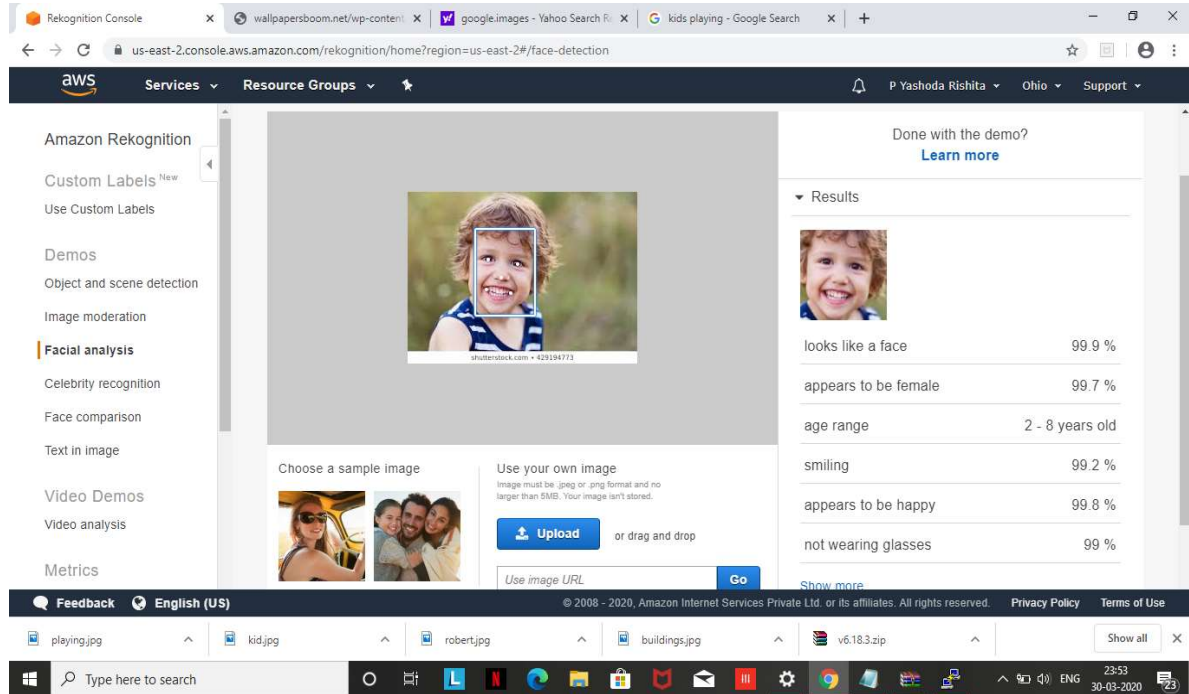 Rekognition Console
wallpapersboom.net/wp-content
google.images - Yahoo Search R
kids playing - Google Search
us-east-2.console.aws.amazon.com/rekognition/home?region=us-east-2#/face-detection
aws
Services
Resource Groups
P Yashoda Rishita
Ohio
Support
Amazon Rekognition
Custom Labels New
Use Custom Labels
Demos
Object and scene detection
Image moderation
Facial analysis
Celebrity recognition
Face comparison
Text in image
Video Demos
Video analysis
Metrics
shutterstock.com • 429194773
Choose a sample image
Use your own image
Image must be .jpeg or .png format and no
larger than 5MB. Your image isn't stored.
Upload
or drag and drop
Use image URL
Go
Done with the demo?
Learn more
Results
looks like a face 99.9 %
appears to be female 99.7 %
age range 2 - 8 years old
smiling 99.2 %
appears to be happy 99.8 %
not wearing glasses 99 %
Show more
Feedback
English (US)
© 2008 - 2020, Amazon Internet Services Private Ltd. or its affiliates. All rights reserved.
Privacy Policy
Terms of Use
playing.jpg
kid.jpg
robert.jpg
buildings.jpg
v6.18.3.zip
Show all
Type here to search
L
N
ENG
23:53
30-03-2020
23